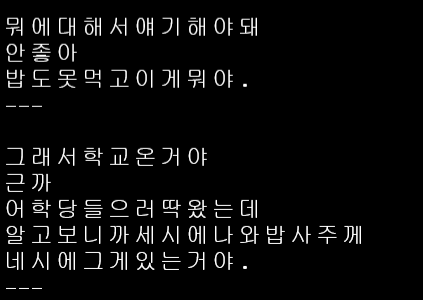 뭐에대해서얘기해야돼
안좋아
밥도못먹고이게뭐야.
---
그래서학교온거야
근까
어학당들으러딱왔는데
알고보니까세시에나와밥사주께
네시에그게있는거야.
---